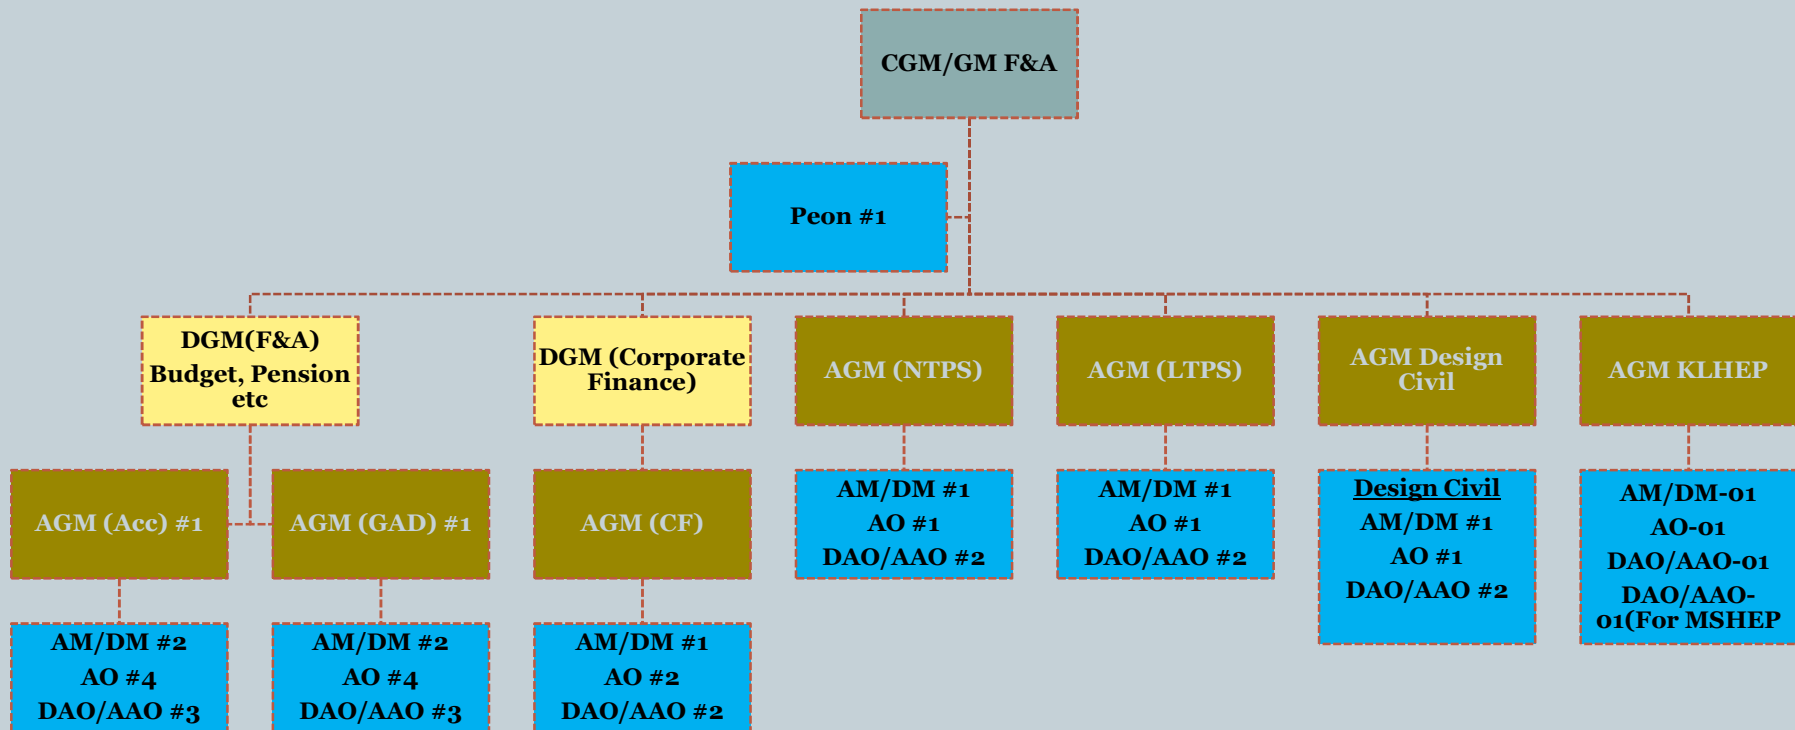 CGM/GM F&A
Peon #1
DGM(F&A)
Budget, Pension
etc
DGM (Corporate
Finance)
AGM (NTPS)
AGM (LTPS)
AGM Design
Civil
AGM KLHEP
AGM (Acc) #1
AGM (GAD) #1
AGM (CF)
AM/DM #1
AO #1
DAO/AAO #2
AM/DM #1
AO #1
DAO/AAO #2
Design Civil
AM/DM #1
AO #1
DAO/AAO #2
AM/DM-01
AO-01
DAO/AAO-01
DAO/AAO-
01(For MSHEP
AM/DM #2
AO #4
DAO/AAO #3
AM/DM #2
AO #4
DAO/AAO #3
AM/DM #1
AO #2
DAO/AAO #2